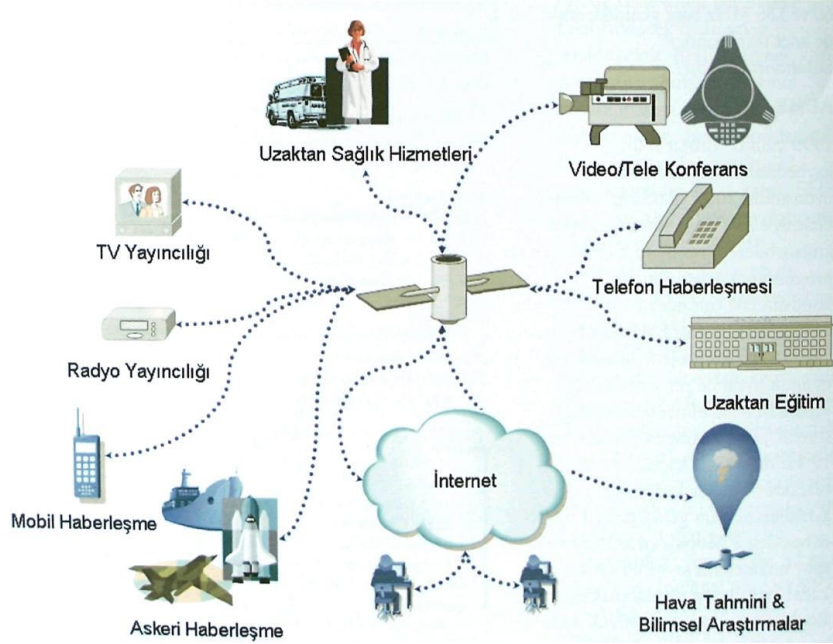 Uzaktan Sağlık Hizmetleri
Video/Tele Konferans
TV Yayıncılığı
Telefon Haberleşmesi
Radyo Yayıncılığı
Uzaktan Eğitim
İnternet
Mobil Haberleşme
Askeri Haberleşme
Hava Tahmini &
Bilimsel Araştırmalar